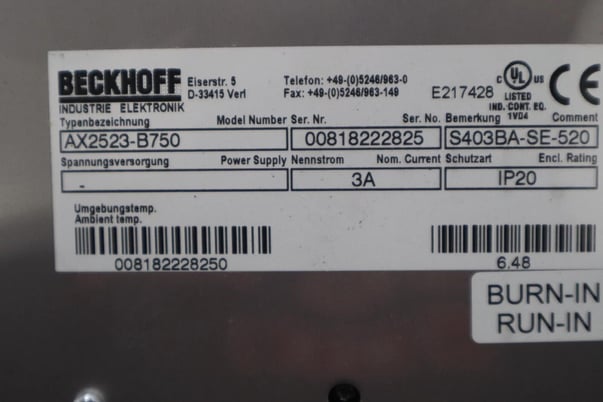 BECKHOFF Eiserstr. 5 Telefon: +49-(0)5246/963-0
D-33415 Verl Fax: +49-(0)5246/963-149 E217428 C UL US LISTED CE
INDUSTRIE ELEKTRONIK IND. CONT. EQ.
1VD4
Typenbezeichnung Model Number Ser. Nr. Ser. No. Bemerkung Comment
AX2523-B750 00818222825 S403BA-SE-520
Spannungsversorgung Power Supply Nennstrom Nom. Current Schutzart Encl. Rating
- 3A IP20
Umgebungstemp.
Ambient temp.
008182228250 6.48
BURN-IN
RUN-IN